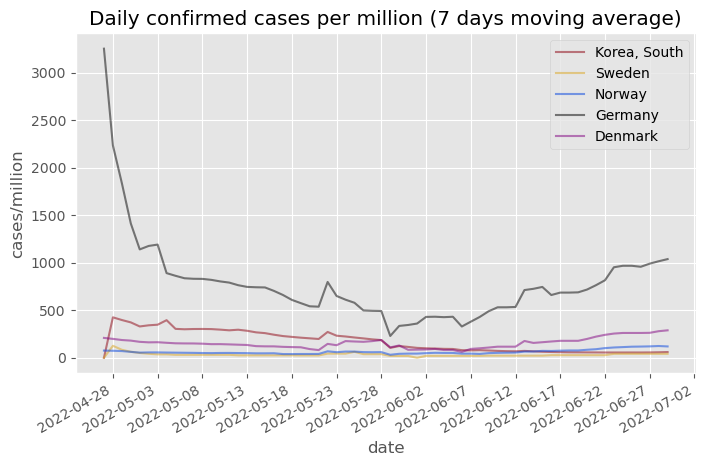 Daily confirmed cases per million (7 days moving average)
Korea, South
Sweden
Norway
Germany
Denmark
cases/million
3000
2500
2000
1500
1000
500
0
2022-04-28
2022-05-03
2022-05-08
2022-05-13
2022-05-18
2022-05-23
2022-05-28
2022-06-02
2022-06-07
2022-06-12
2022-06-17
2022-06-22
2022-06-27
2022-07-02
date